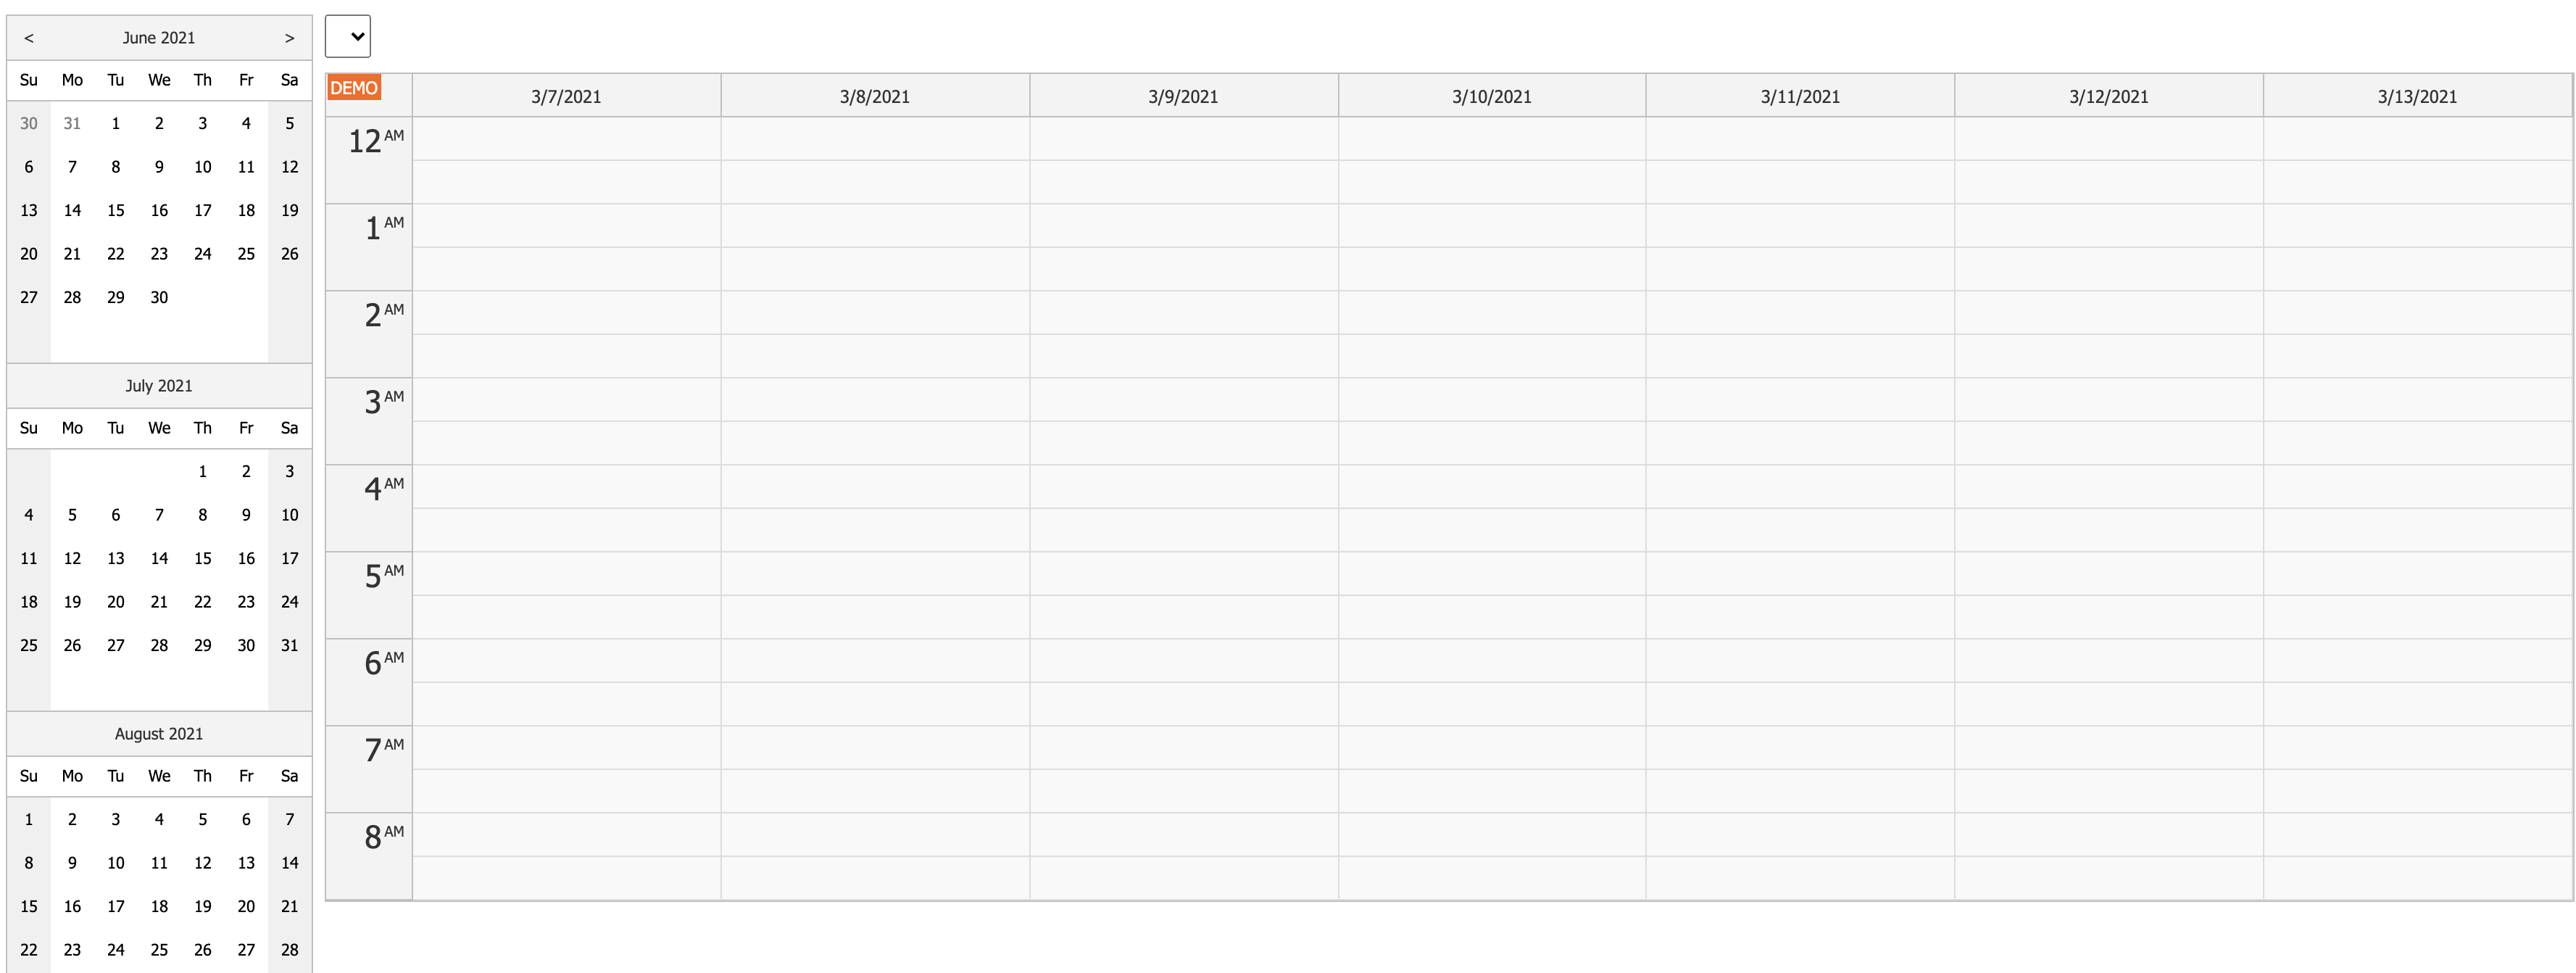 < June 2021 >
Su Mo Tu We Th Fr Sa
30 31 1 2 3 4 5
6 7 8 9 10 11 12
13 14 15 16 17 18 19
20 21 22 23 24 25 26
27 28 29 30
July 2021
Su Mo Tu We Th Fr Sa
1 2 3
4 5 6 7 8 9 10
11 12 13 14 15 16 17
18 19 20 21 22 23 24
25 26 27 28 29 30 31
August 2021
Su Mo Tu We Th Fr Sa
1 2 3 4 5 6 7
8 9 10 11 12 13 14
15 16 17 18 19 20 21
22 23 24 25 26 27 28
DEMO 3/7/2021 3/8/2021 3/9/2021 3/10/2021 3/11/2021 3/12/2021 3/13/2021
12 AM
1 AM
2 AM
3 AM
4 AM
5 AM
6 AM
7 AM
8 AM